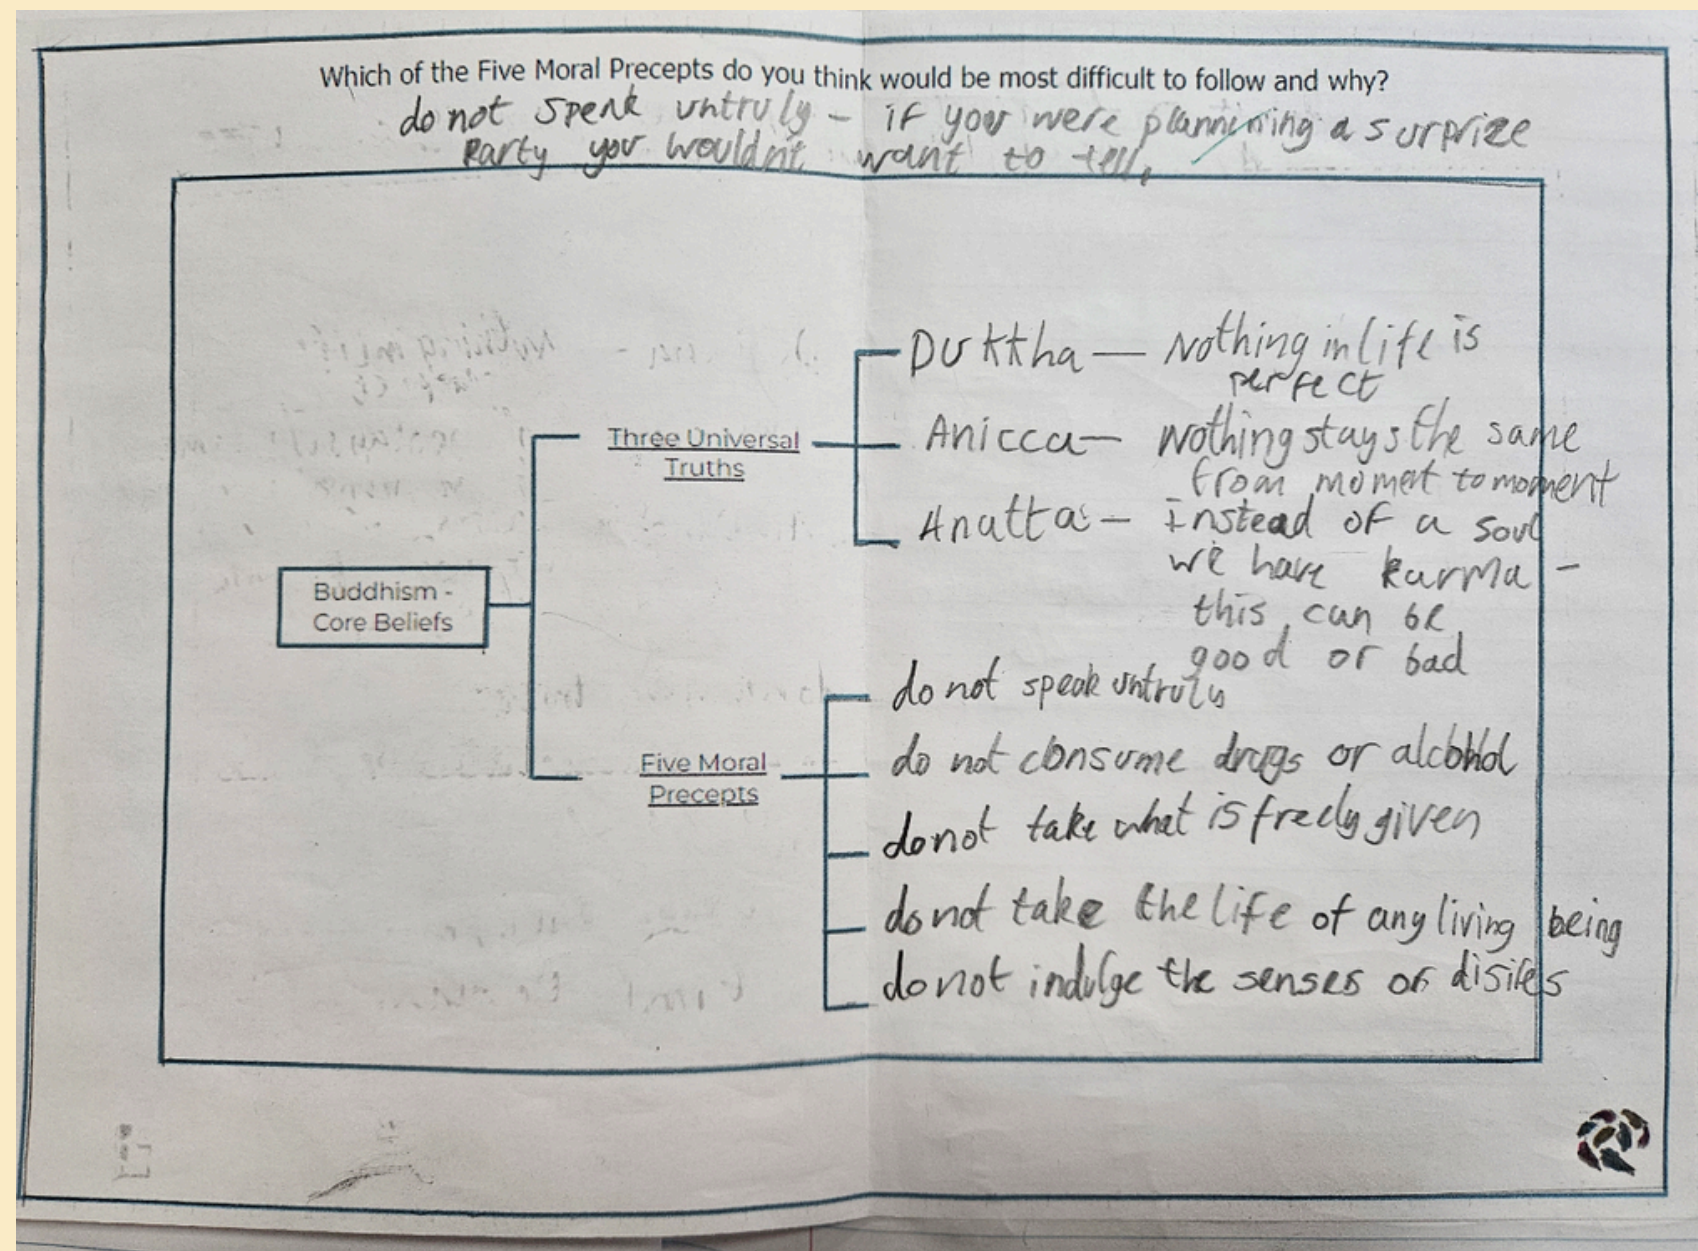 Which of the Five Moral Precepts do you think would be most difficult to follow and why?
do not speak untruly – if you were plannining a surprize
party you wouldn't want to tell.
Dukkha — Nothing in life is
perfect
Three Universal
Truths
Anicca — Nothing stays the same
from momet to moment
Anatta — instead of a soul
we have karma –
this can be
good or bad
Buddhism -
Core Beliefs
do not speak untruly
Five Moral
Precepts
do not consume drugs or alcohol
do not take what is freely given
do not take the life of any living being
do not indulge the senses or disires